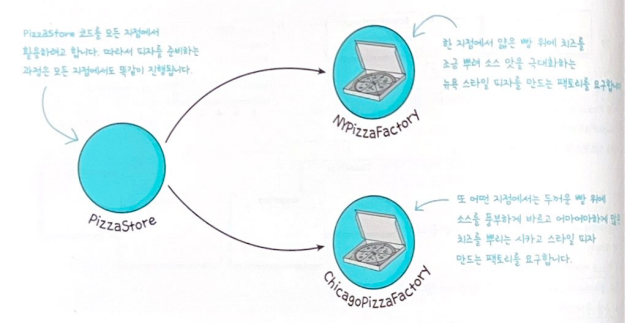 PizzaStore 코드를 모든 지점에서
활용하려고 합니다. 따라서 피자를 준비하는
과정은 모든 지점에서도 똑같이 진행됩니다.
한 지점에서 얇은 빵 위에 치즈를
조금 뿌려 소스 맛을 극대화하는
뉴욕 스타일 피자를 만드는 팩토리를 요구합니다
NYPizzaFactory
PizzaStore
또 어떤 지점에서는 두꺼운 빵 위에
소스를 풍부하게 바르고 어마어마하게 많은
치즈를 뿌리는 시카고 스타일 피자
만드는 팩토리를 요구합니다.
ChicagoPizzaFactory